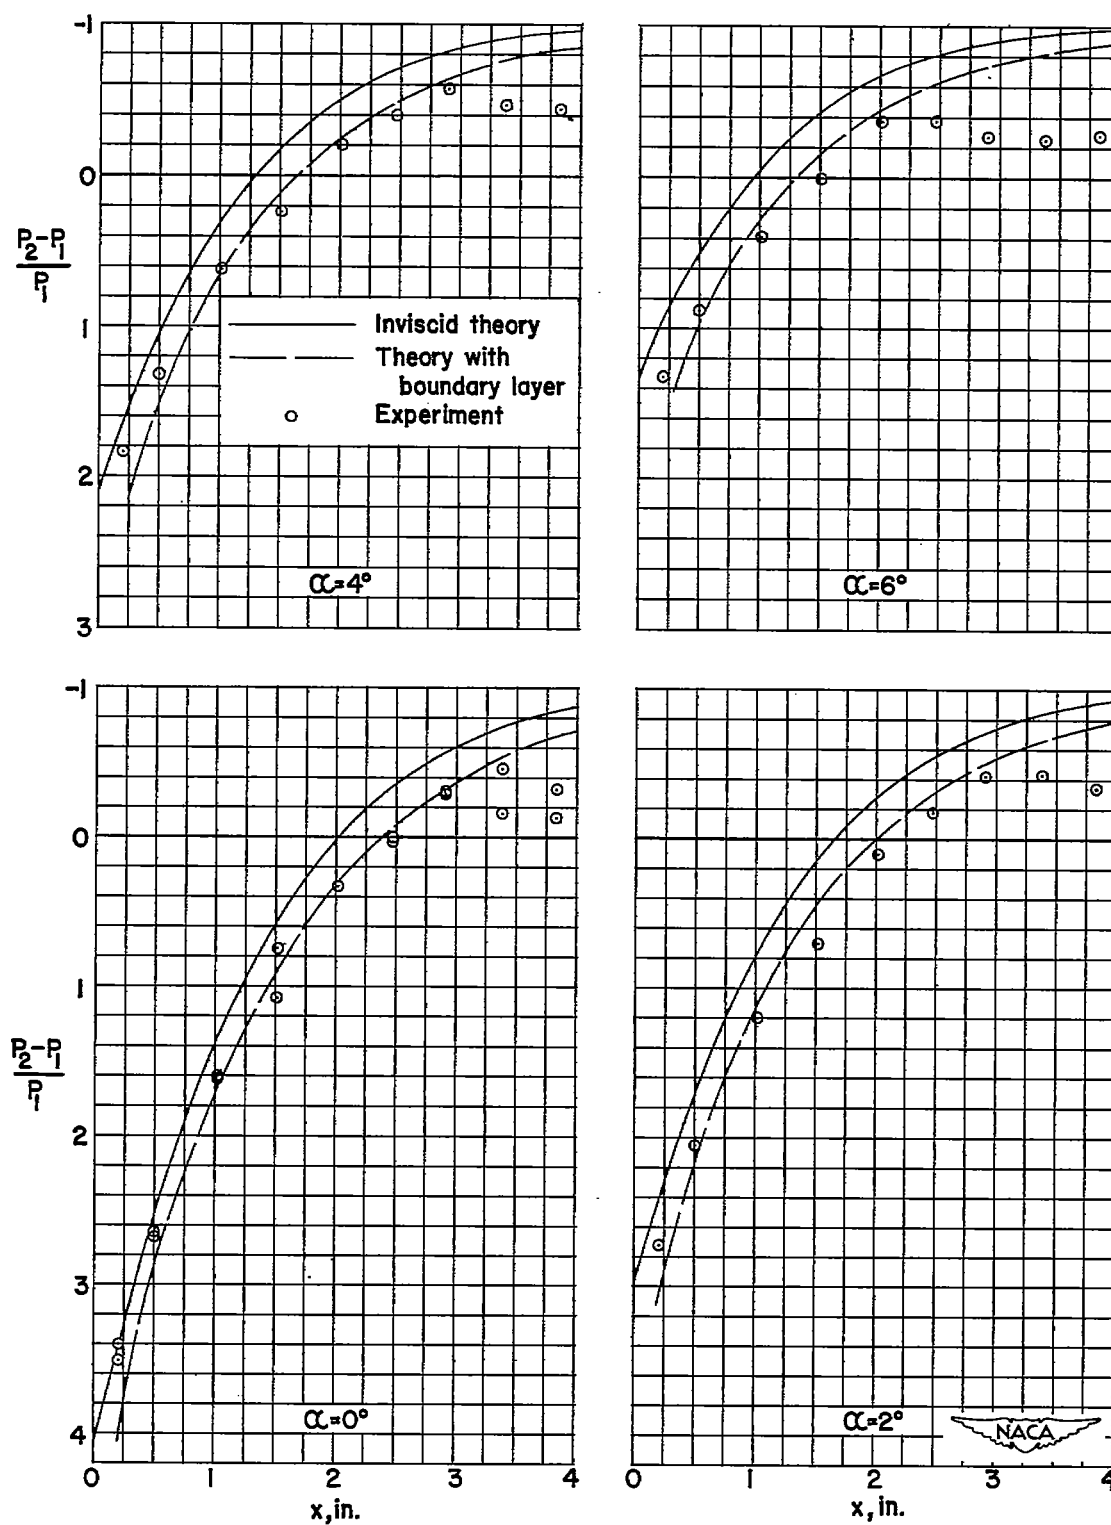 -1
0
P₂-P₁
P₁
1
2
3
Inviscid theory
Theory with
boundary layer
Experiment
α=4°
α=6°
-1
0
1
P₂-P₁
P₁
2
3
4
α=0°
α=2°
NACA
0 1 2 3 4
0 1 2 3 4
x, in.
x, in.